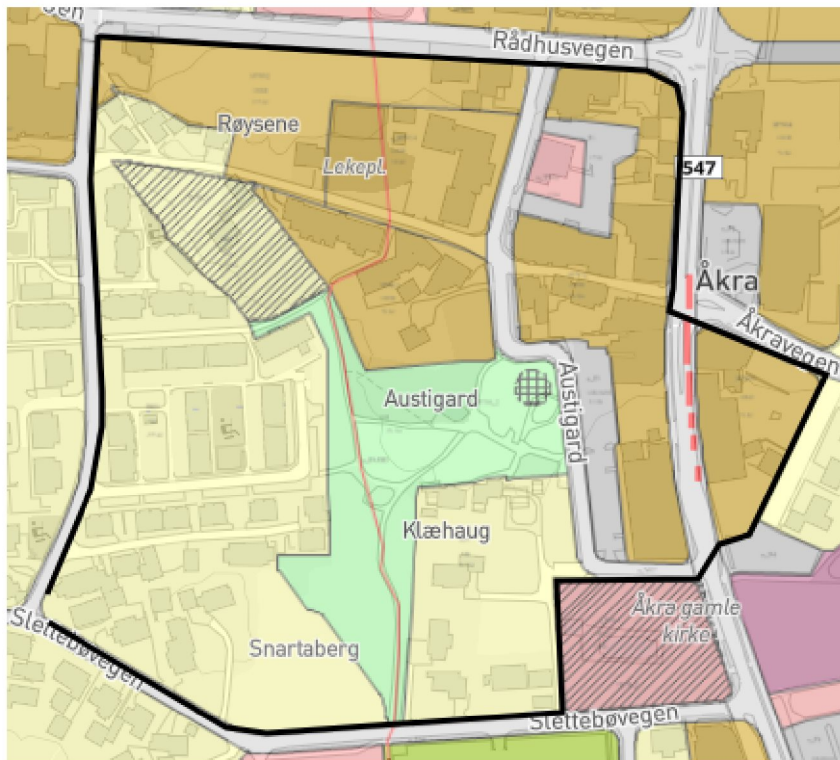 Rådhusvegen
Røysene
Lekepl.
547
Åkra
Åkravegen
Austigard
Austigard
Klæhaug
Åkra gamle
kirke
Slettebøvegen
Snartaberg
Slettebøvegen